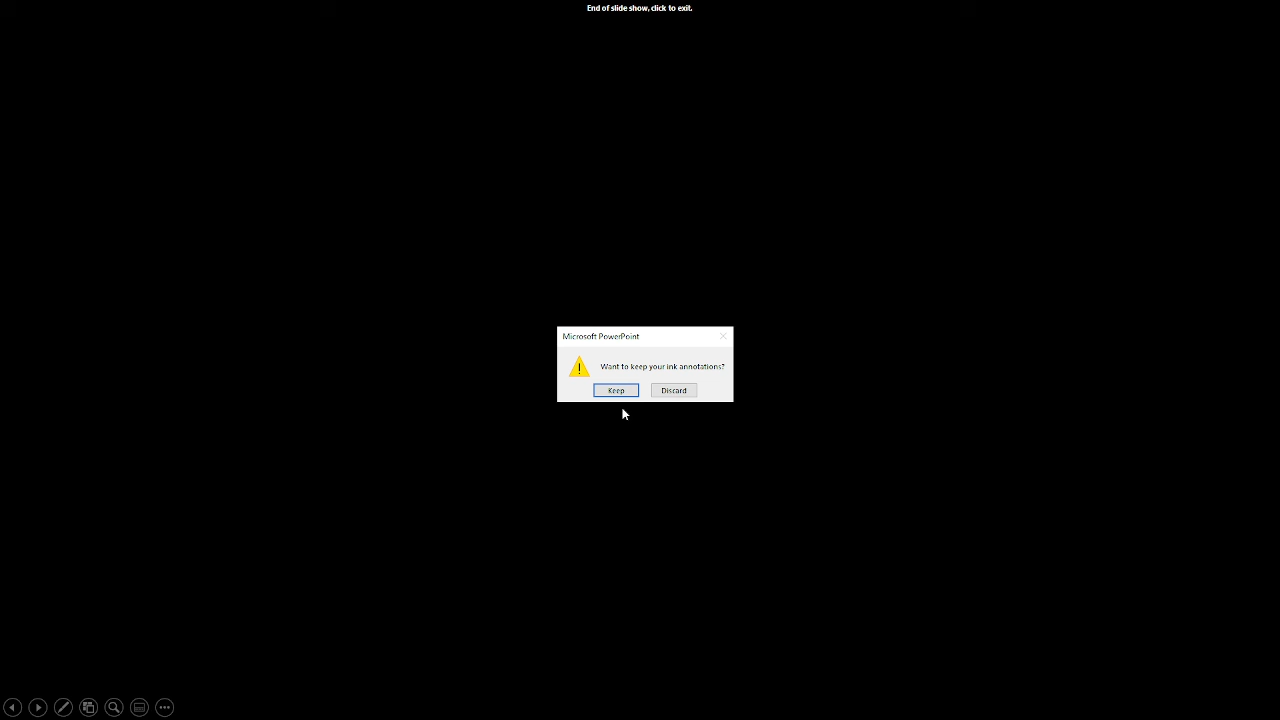 End of slide show, click to exit.
Microsoft PowerPoint
Want to keep your ink annotations?
Keep
Discard